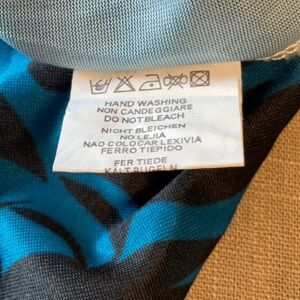 HAND WASHING
NON CANDEGGIARE
DO NOT BLEACH
NICHT BLEICHEN
NO LEJIA
NAO COLOCAR LEXIVIA
FERRO TIEPIDO
FER TIEDE
KALT BUGELN